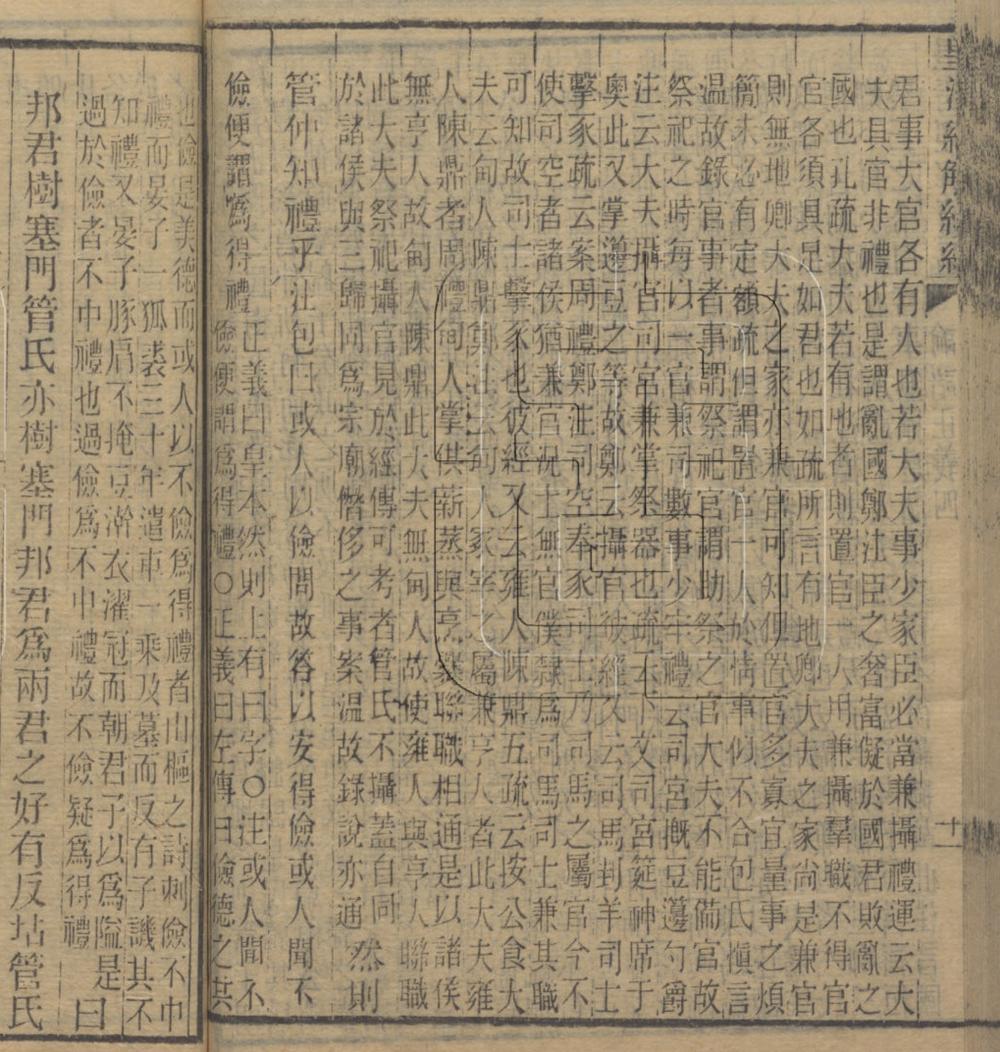 皇清經解續編
十一
君事大官各有人也若大夫事少家臣必當兼攝禮運云大
夫具官非禮也是謂亂國鄭注臣之奢富儗於國君敗亂之
國也孔疏大夫若有地者則置官一人用兼攝羣職不得官
官各須具足如君也如疏所言有地卿大夫之家尚是兼官
則無地卿大夫之家亦兼官可知但置官多寡宜量事之煩
簡未必有定額疏但謂置官一人於情事似不合包氏愼言
温故錄官事者事謂祭祀官謂助祭之官大夫不能備官故
祭祀之時每以一官兼司數事少牢禮云司宮摡豆籩勺爵
注云大夫攝官司宮兼掌祭器也疏云下文司宮筵神席于
奧此又掌籩豆之等故鄭云攝官彼經又云司馬刲羊司士
擊豕疏云案周禮鄭注司空奉豕司士乃司馬之屬官今不
使司空者諸侯猶兼官况士無官僕隸爲司馬司士兼其職
可知故司士擊豕也彼經又云雍人陳鼎五疏云按公食大
夫云甸人陳鼎鄭注云甸人冢宰之屬兼亨人者此大夫雍
人陳鼎者周禮甸人掌供薪蒸與烹爨聯職相通是以諸侯
無亨人故甸人陳鼎此大夫無甸人故使雍人與亨人聯職
此大夫祭祀攝官見於經傳可考者管氏不攝蓋自同
於諸侯與三歸同爲宗廟僭侈之事案温故錄說亦通 然則
管仲知禮乎注包曰或人以儉問故答以安得儉或人聞不
儉便謂爲得禮 正義曰皇本然則上有曰字○注或人聞不
儉便謂爲得禮○正義曰左傳曰儉德之共
也儉是美德而或人以不儉爲得禮者山樞之詩刺儉不中
禮而晏子一狐裘三十年遣車一乘及墓而反有子譏其不
知禮又晏子豚肩不掩豆澣衣濯冠而朝君子以爲隘是
過於儉者不中禮也過儉爲不中禮故不儉疑爲得禮 曰
邦君樹塞門管氏亦樹塞門邦君爲兩君之好有反坫管氏